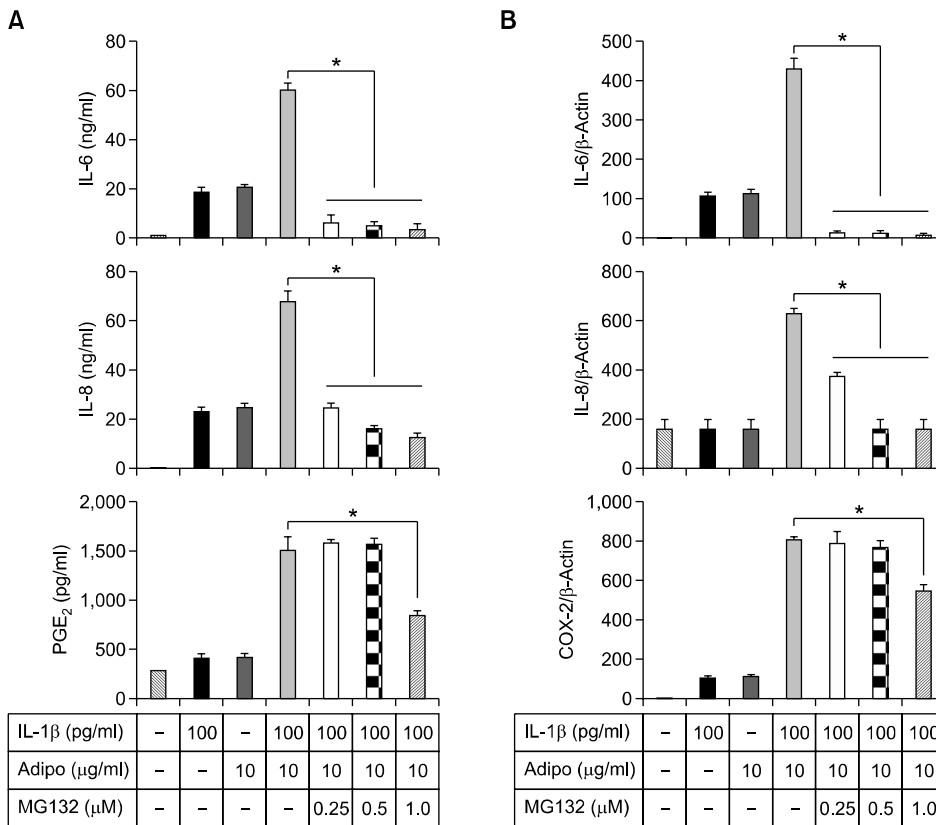 A
IL-6 (ng/ml)
80
60
40
20
0
*
IL-8 (ng/ml)
80
60
40
20
0
*
PGE₂ (pg/ml)
2,000
1,500
1,000
500
0
*
IL-1β (pg/ml) – 100 – 100 100 100 100
Adipo (μg/ml) – – 10 10 10 10 10
MG132 (μM) – – – – 0.25 0.5 1.0
B
IL-6/β-Actin
500
400
300
200
100
0
*
IL-8/β-Actin
800
600
400
200
0
*
COX-2/β-Actin
1,000
800
600
400
200
0
*
IL-1β (pg/ml) – 100 – 100 100 100 100
Adipo (μg/ml) – – 10 10 10 10 10
MG132 (μM) – – – – 0.25 0.5 1.0